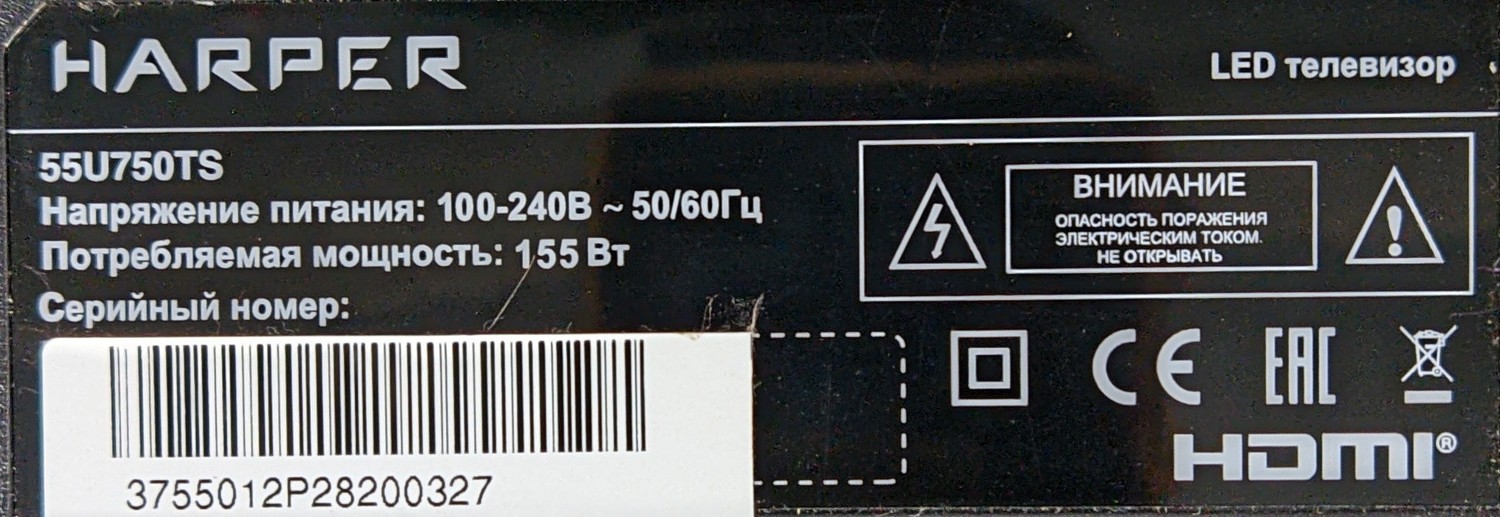 HARPER
LED телевизор
55U750TS
Напряжение питания: 100-240В ~ 50/60Гц
Потребляемая мощность: 155 Вт
Серийный номер:
3755012P28200327
ВНИМАНИЕ
ОПАСНОСТЬ ПОРАЖЕНИЯ
ЭЛЕКТРИЧЕСКИМ ТОКОМ.
НЕ ОТКРЫВАТЬ
CE EAC
HDMI®